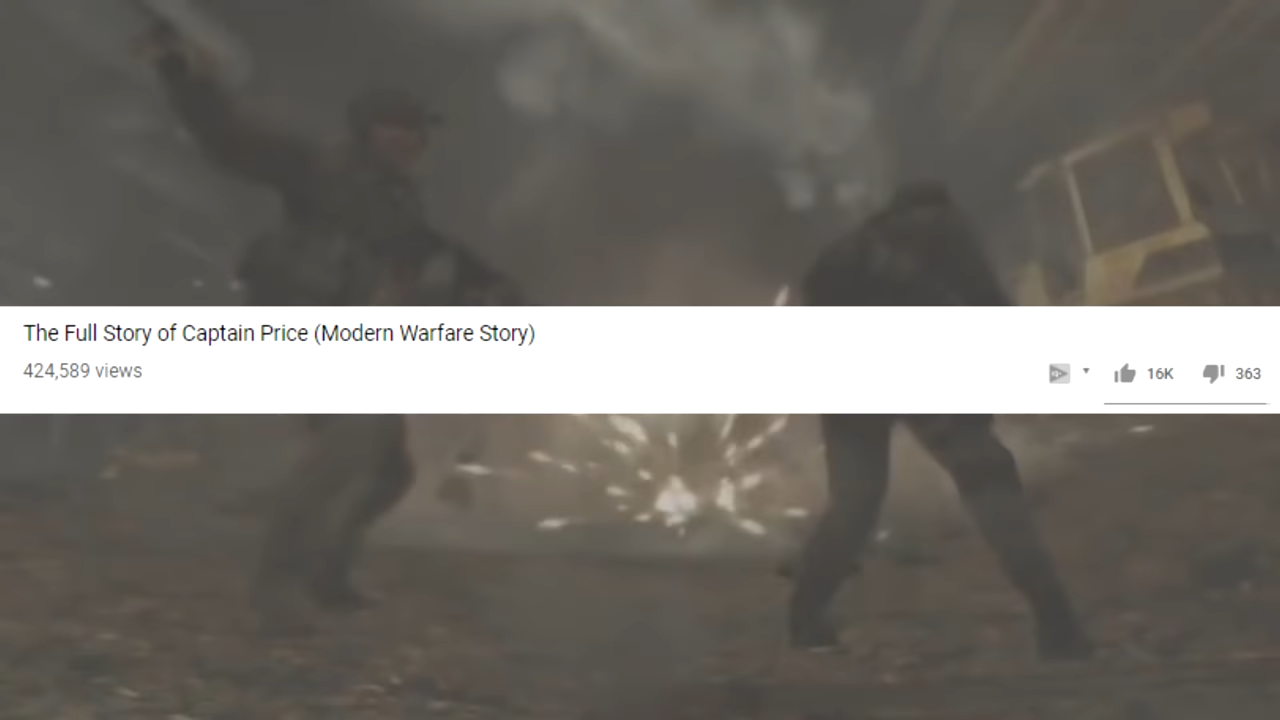 The Full Story of Captain Price (Modern Warfare Story)
424,589 views
16K
363